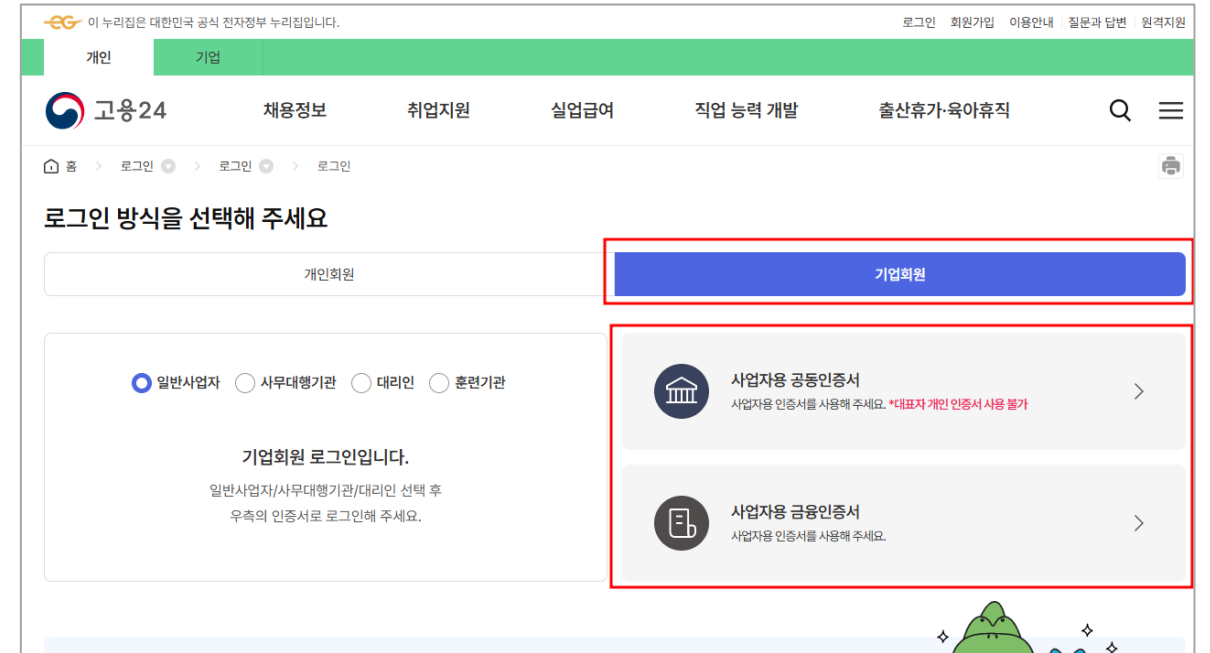 이 누리집은 대한민국 공식 전자정부 누리집입니다.
로그인 회원가입 이용안내 질문과 답변 원격지원
개인 기업
고용24 채용정보 취업지원 실업급여 직업 능력 개발 출산휴가·육아휴직
홈 > 로그인 > 로그인 > 로그인
로그인 방식을 선택해 주세요
개인회원 기업회원
일반사업자 사무대행기관 대리인 훈련기관
기업회원 로그인입니다.
일반사업자/사무대행기관/대리인 선택 후
우측의 인증서로 로그인해 주세요.
사업자용 공동인증서
사업자용 인증서를 사용해 주세요. *대표자 개인 인증서 사용 불가
사업자용 금융인증서
사업자용 인증서를 사용해 주세요.